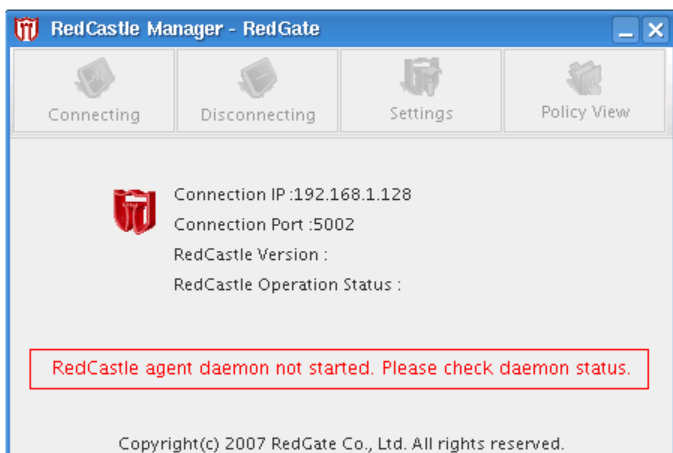 RedCastle Manager - RedGate
Connecting
Disconnecting
Settings
Policy View
Connection IP :192.168.1.128
Connection Port :5002
RedCastle Version :
RedCastle Operation Status :
RedCastle agent daemon not started. Please check daemon status.
Copyright(c) 2007 RedGate Co., Ltd. All rights reserved.